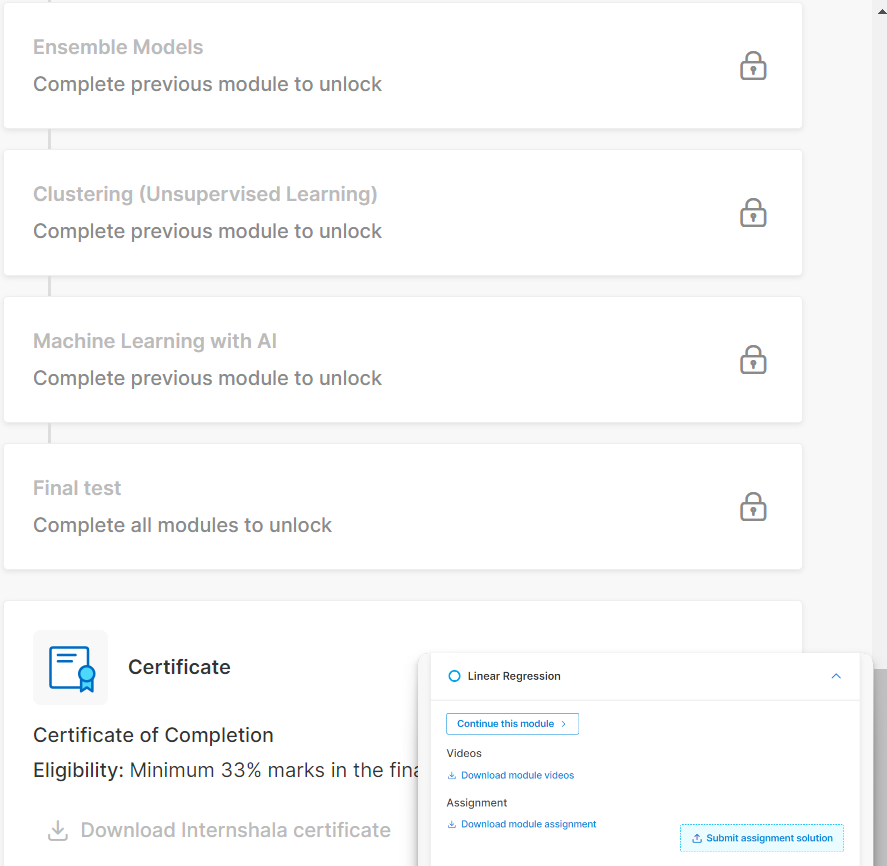 Ensemble Models
Complete previous module to unlock
Clustering (Unsupervised Learning)
Complete previous module to unlock
Machine Learning with AI
Complete previous module to unlock
Final test
Complete all modules to unlock
Certificate
Certificate of Completion
Eligibility: Minimum 33% marks in the
Download Internshala certificate
Linear Regression
Continue this module
Videos
Download module videos
Assignment
Download module assignment
Submit assignment solution